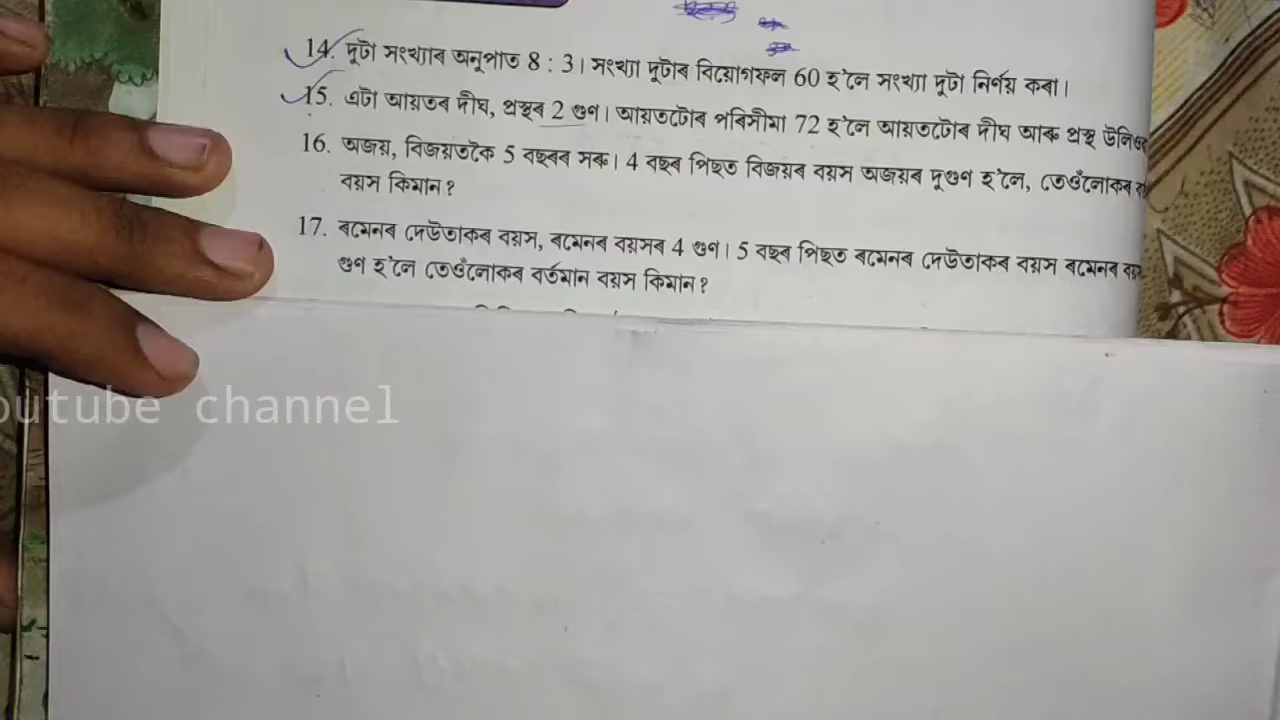 14. দুটা সংখ্যাৰ অনুপাত 8 : 3। সংখ্যা দুটাৰ বিয়োগফল 60 হ'লে সংখ্যা দুটা নিৰ্ণয় কৰা।
15. এটা আয়তৰ দীঘ, প্ৰস্থৰ 2 গুণ। আয়তটোৰ পৰিসীমা 72 হ'লে আয়তটোৰ দীঘ আৰু প্ৰস্থ
16. অজয়, বিজয়তকৈ 5 বছৰৰ সৰু। 4 বছৰ পিছত বিজয়ৰ বয়স অজয়ৰ দুগুণ হ'লে, তেওঁলোকৰ
বয়স কিমান?
17. ৰমেনৰ দেউতাকৰ বয়স, ৰমেনৰ বয়সৰ 4 গুণ। 5 বছৰ পিছত ৰমেনৰ দেউতাকৰ বয়স ৰমেনৰ
গুণ হ'লে তেওঁলোকৰ বৰ্তমান বয়স কিমান?
outube channel